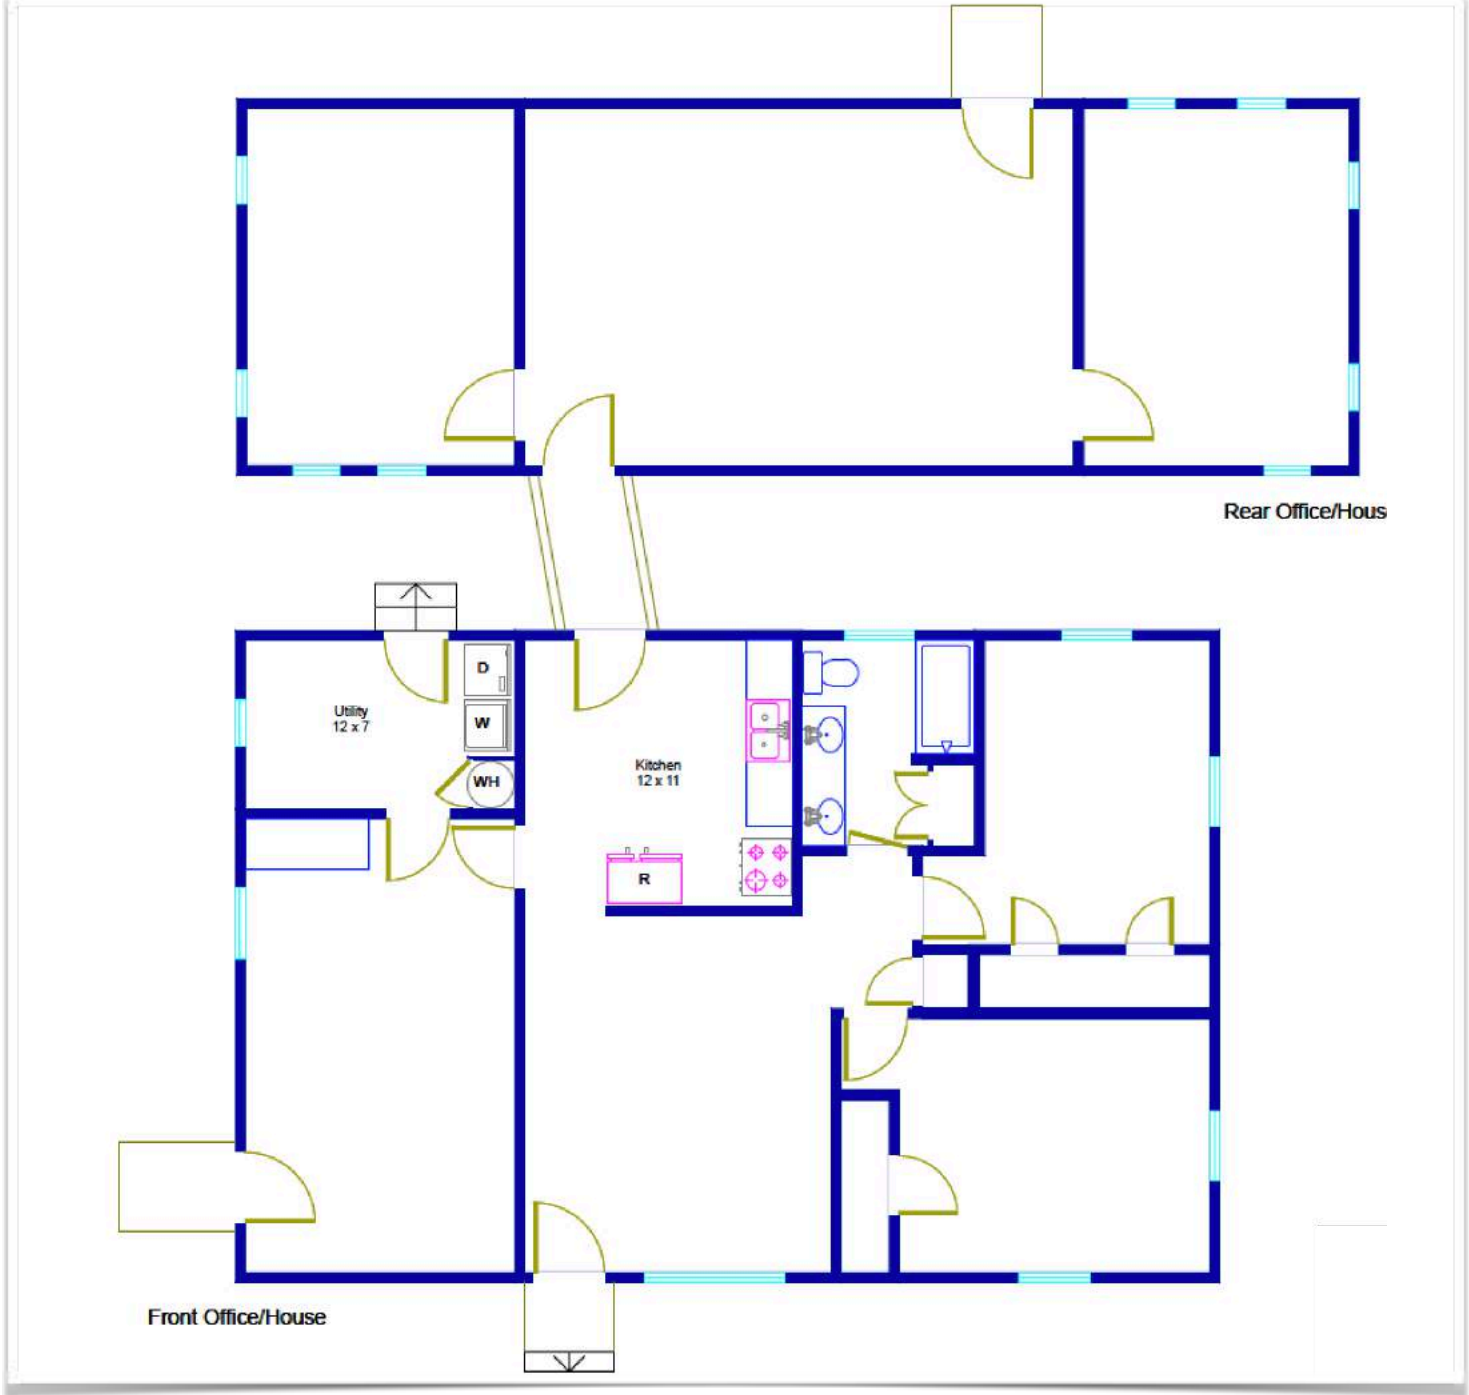 Rear Office/Hous
D
Utility
12 x 7
W
Kitchen
12 x 11
WH
R
Front Office/House